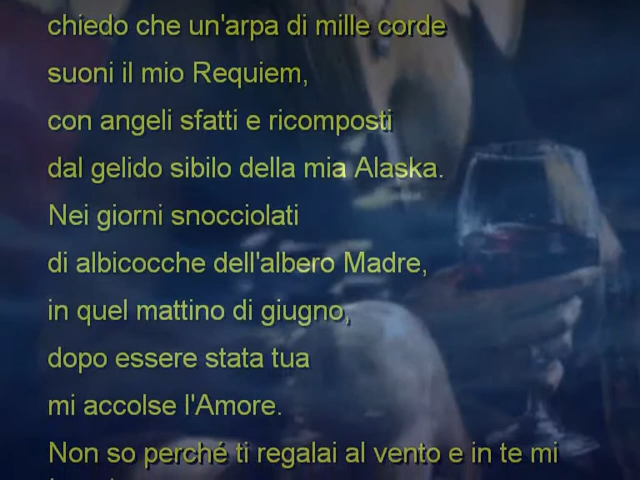 chiedo che un'arpa di mille corde
suoni il mio Requiem,
con angeli sfatti e ricomposti
dal gelido sibilo della mia Alaska.
Nei giorni snocciolati
di albicocche dell'albero Madre,
in quel mattino di giugno,
dopo essere stata tua
mi accolse l'Amore.
Non so perché ti regalai al vento e in te mi